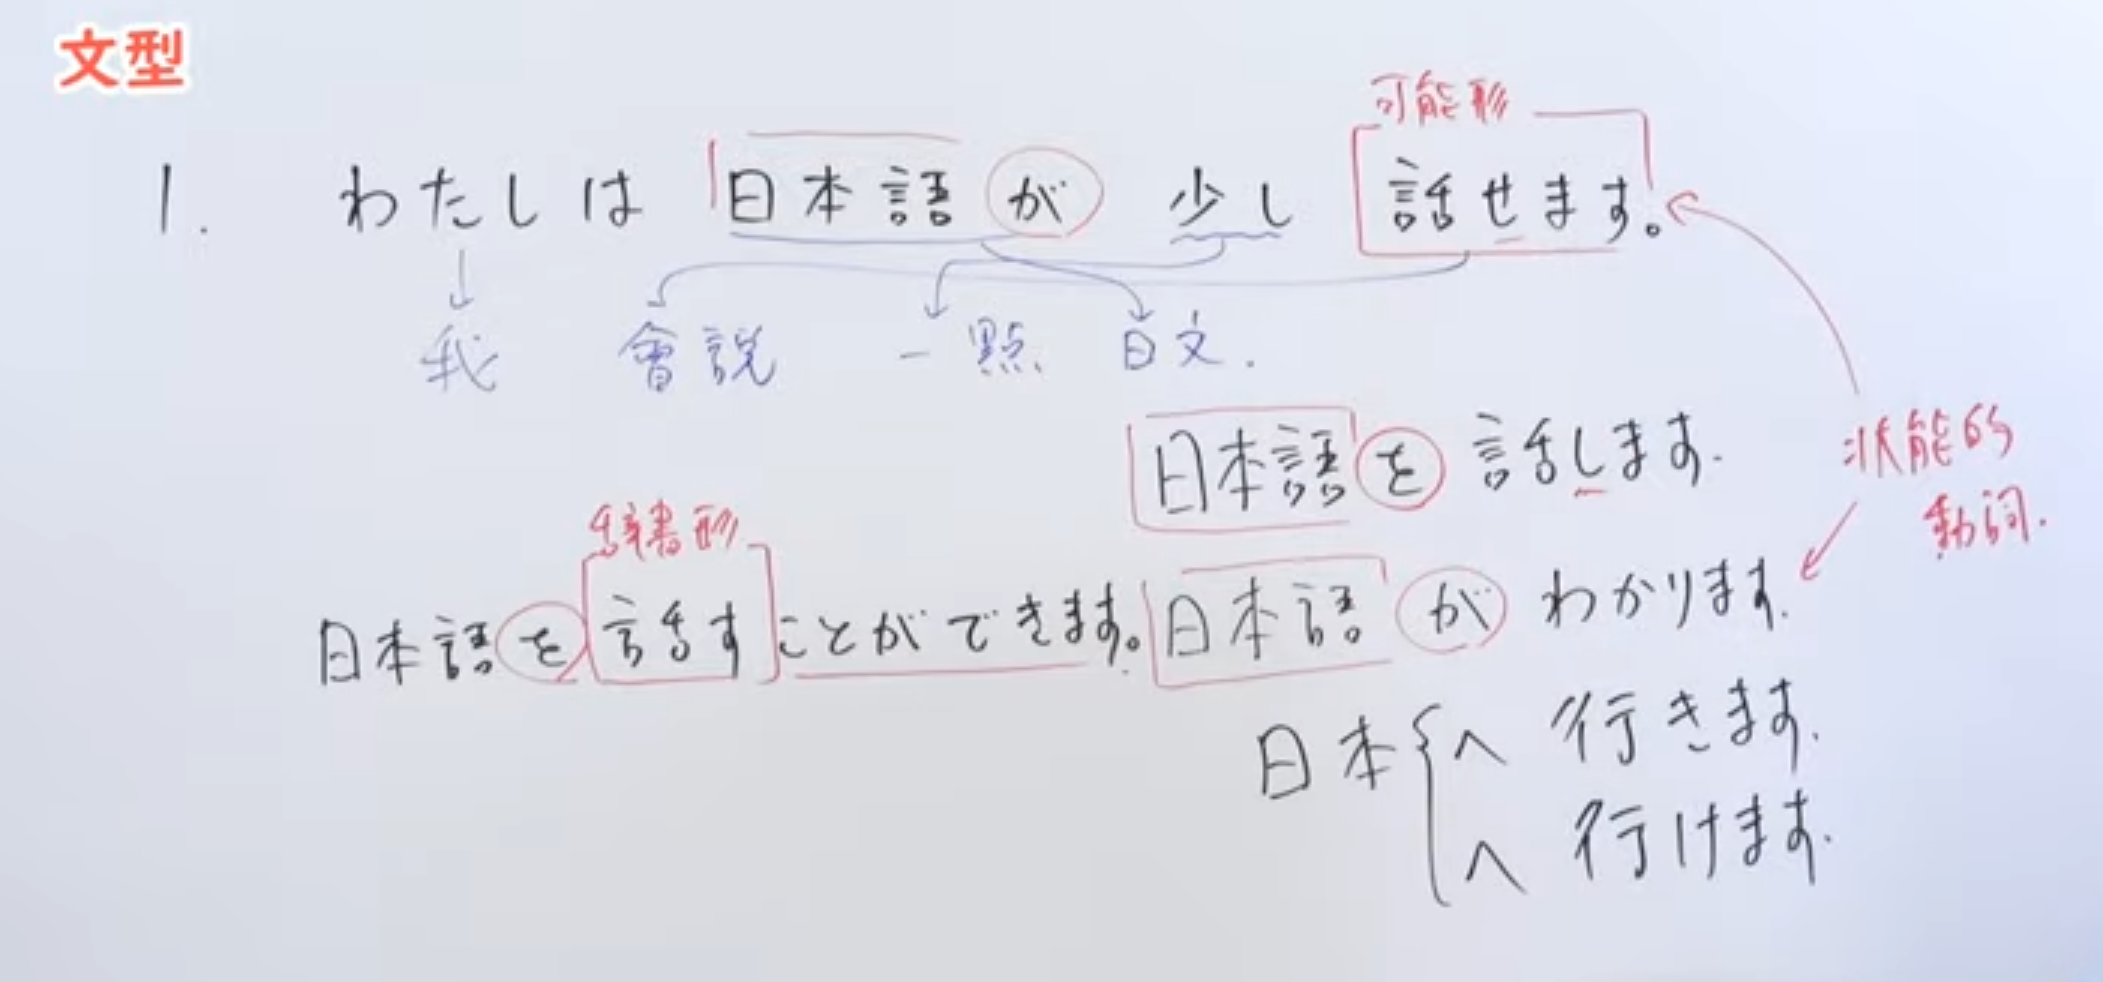 文型
可能形
1. わたしは 日本語が 少し 話せます。
我 會說 一點 日文.
日本語を話します.
状能的
動詞.
辞書形
日本語を話すことができます。
日本語が わかります.
日本 へ 行きます.
へ 行けます.